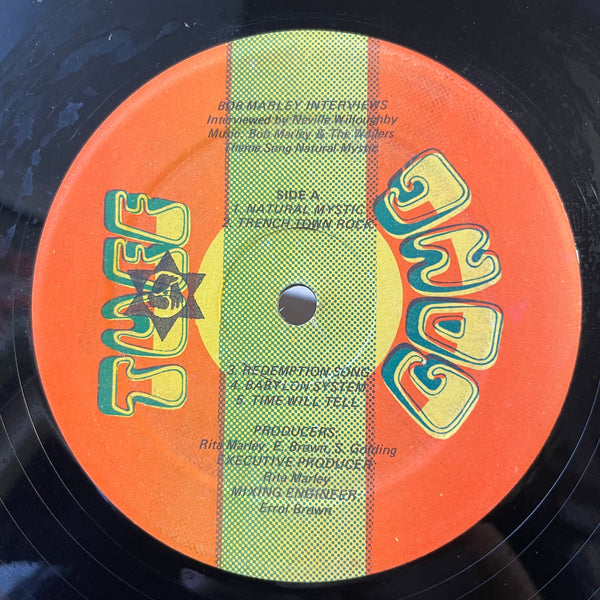 BOB MARLEY INTERVIEWS
Interviewed by Neville Willoughby
Music: Bob Marley & The Wailers
Theme Song Natural Mystic
SIDE A
1. NATURAL MYSTIC
2. TRENCH TOWN ROCK
TUFF
GONG
3. REDEMPTION SONG
4. BABYLON SYSTEM
5. TIME WILL TELL
PRODUCERS:
Rita Marley, E. Brown, S. Golding
EXECUTIVE PRODUCER:
Rita Marley
MIXING ENGINEER:
Errol Brown